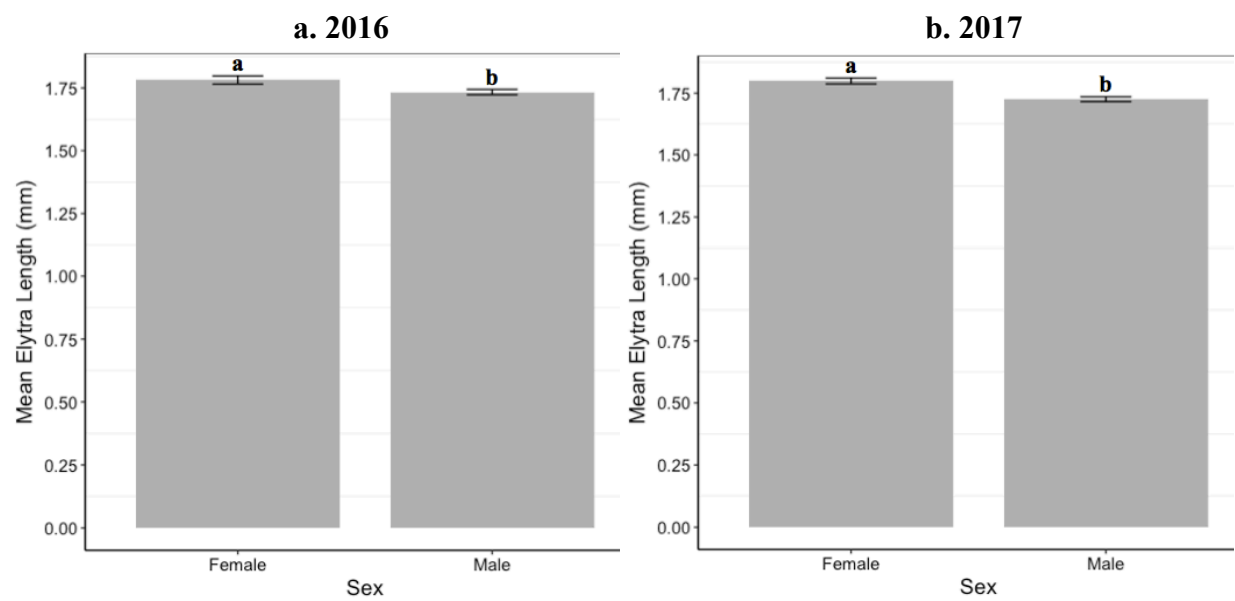 a. 2016
Mean Elytra Length (mm)
1.75
1.50
1.25
1.00
0.75
0.50
0.25
0.00
a
b
Female
Male
Sex
b. 2017
Mean Elytra Length (mm)
1.75
1.50
1.25
1.00
0.75
0.50
0.25
0.00
a
b
Female
Male
Sex